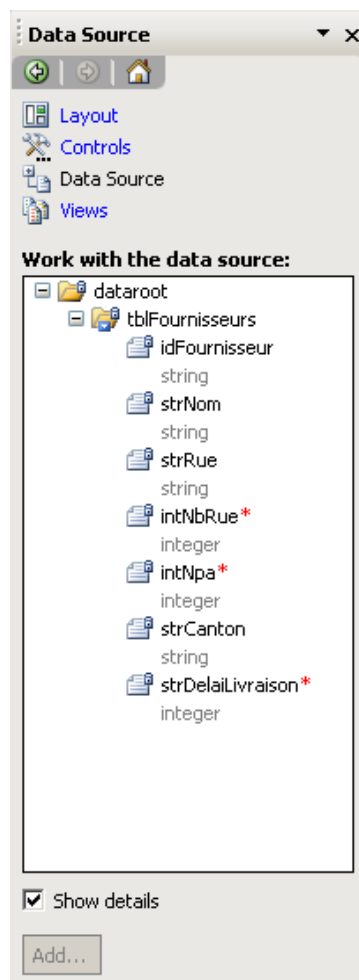 Data Source
Layout
Controls
Data Source
Views
Work with the data source:
dataroot
tblFournisseurs
idFournisseur
string
strNom
string
strRue
string
intNbRue*
integer
intNpa*
integer
strCanton
string
strDelaiLivraison*
integer
Show details
Add...